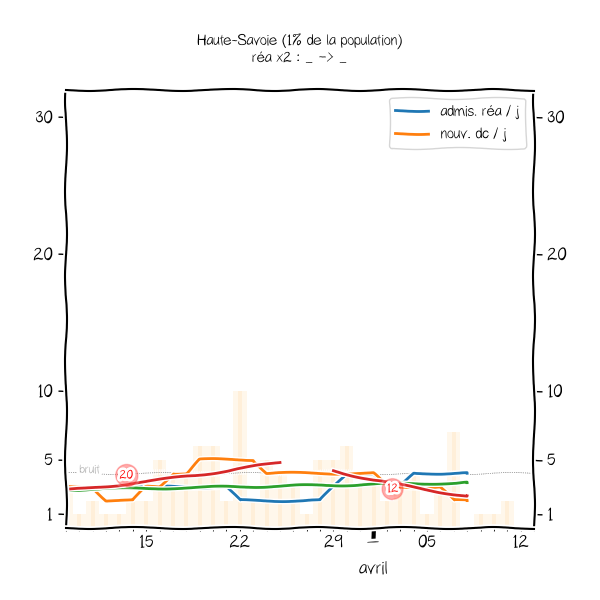 Haute-Savoie (1% de la population)
réa x2 : _ -> _
admis. réa / j
nouv. dc / j
30
30
20
20
10
10
5
5
bruit
20
12
1
1
15
22
29
05
12
avril